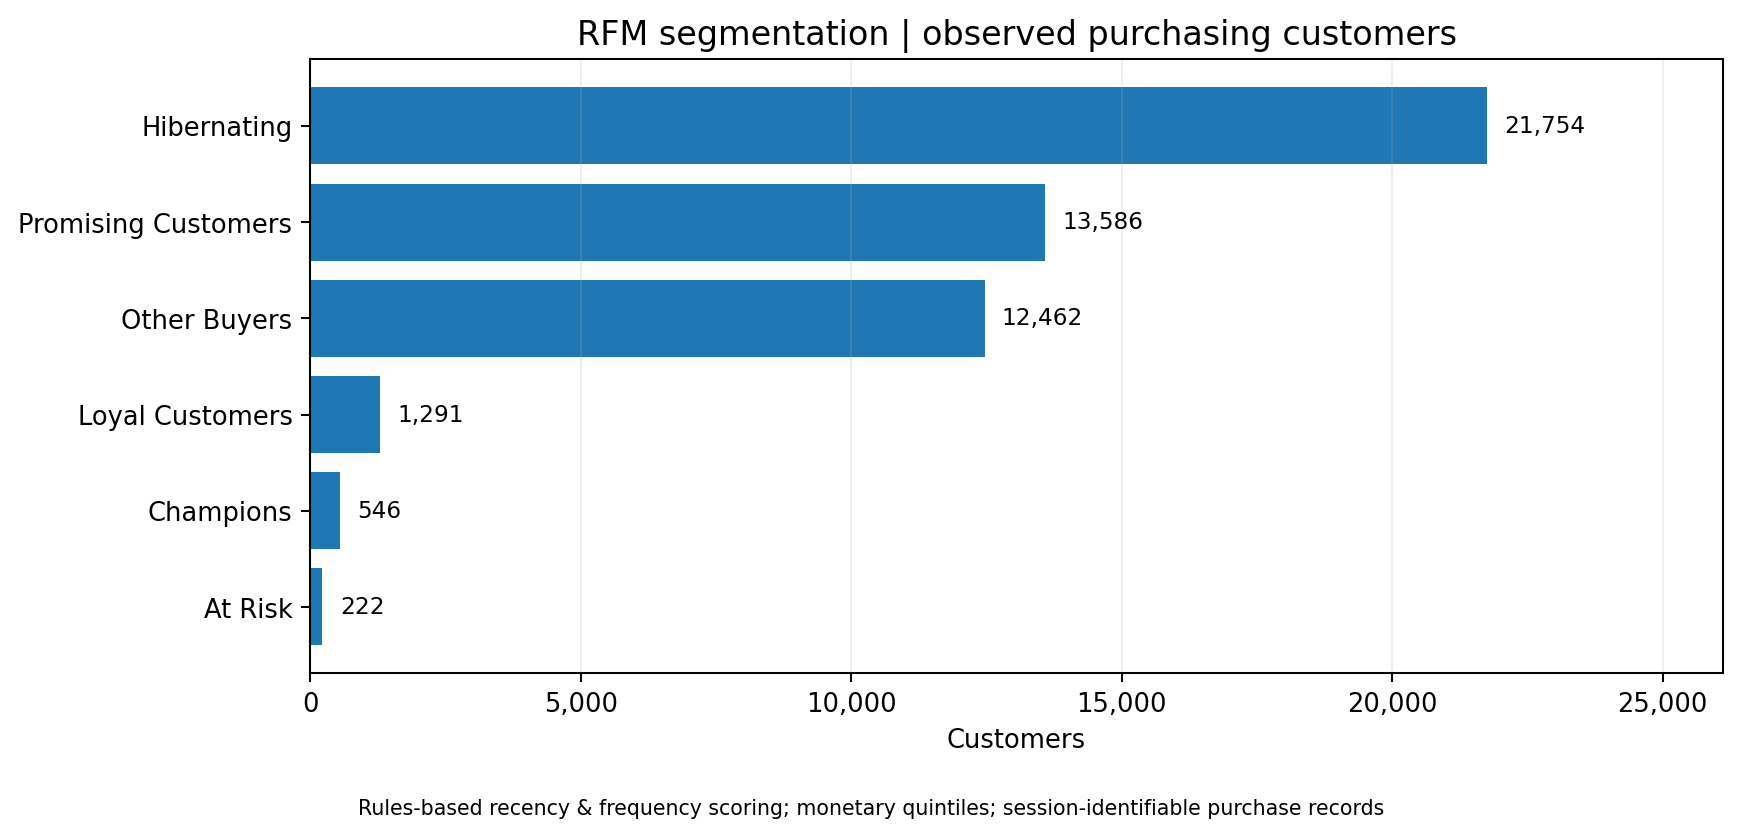 RFM segmentation | observed purchasing customers
Hibernating
21,754
Promising Customers
13,586
Other Buyers
12,462
Loyal Customers
1,291
Champions
546
At Risk
222
0
5,000
10,000
15,000
20,000
25,000
Customers
Rules-based recency & frequency scoring; monetary quintiles; session-identifiable purchase records